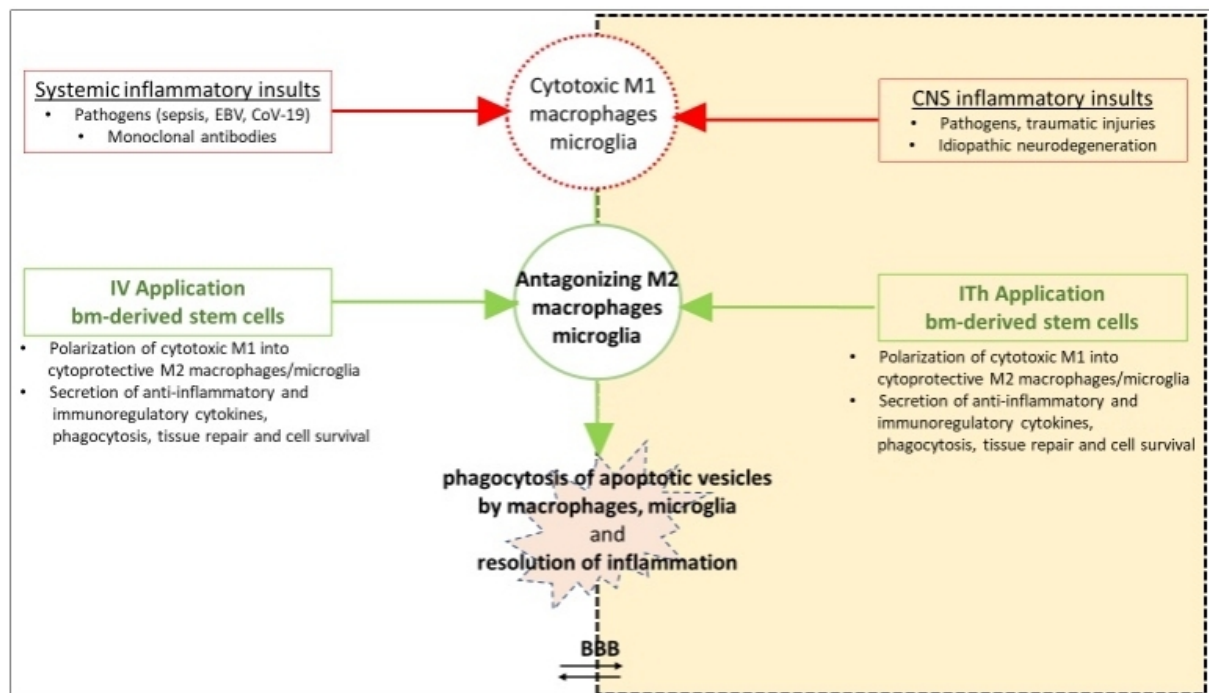 Systemic inflammatory insults
• Pathogens (sepsis, EBV, CoV-19)
• Monoclonal antibodies
Cytotoxic M1
macrophages
microglia
CNS inflammatory insults
• Pathogens, traumatic injuries
• Idiopathic neurodegeneration
IV Application
bm-derived stem cells
• Polarization of cytotoxic M1 into
cytoprotective M2 macrophages/microglia
• Secretion of anti-inflammatory and
immunoregulatory cytokines,
phagocytosis, tissue repair and cell survival
Antagonizing M2
macrophages
microglia
ITh Application
bm-derived stem cells
• Polarization of cytotoxic M1 into
cytoprotective M2 macrophages/microglia
• Secretion of anti-inflammatory and
immunoregulatory cytokines,
phagocytosis, tissue repair and cell survival
phagocytosis of apoptotic vesicles
by macrophages, microglia
and
resolution of inflammation
BBB